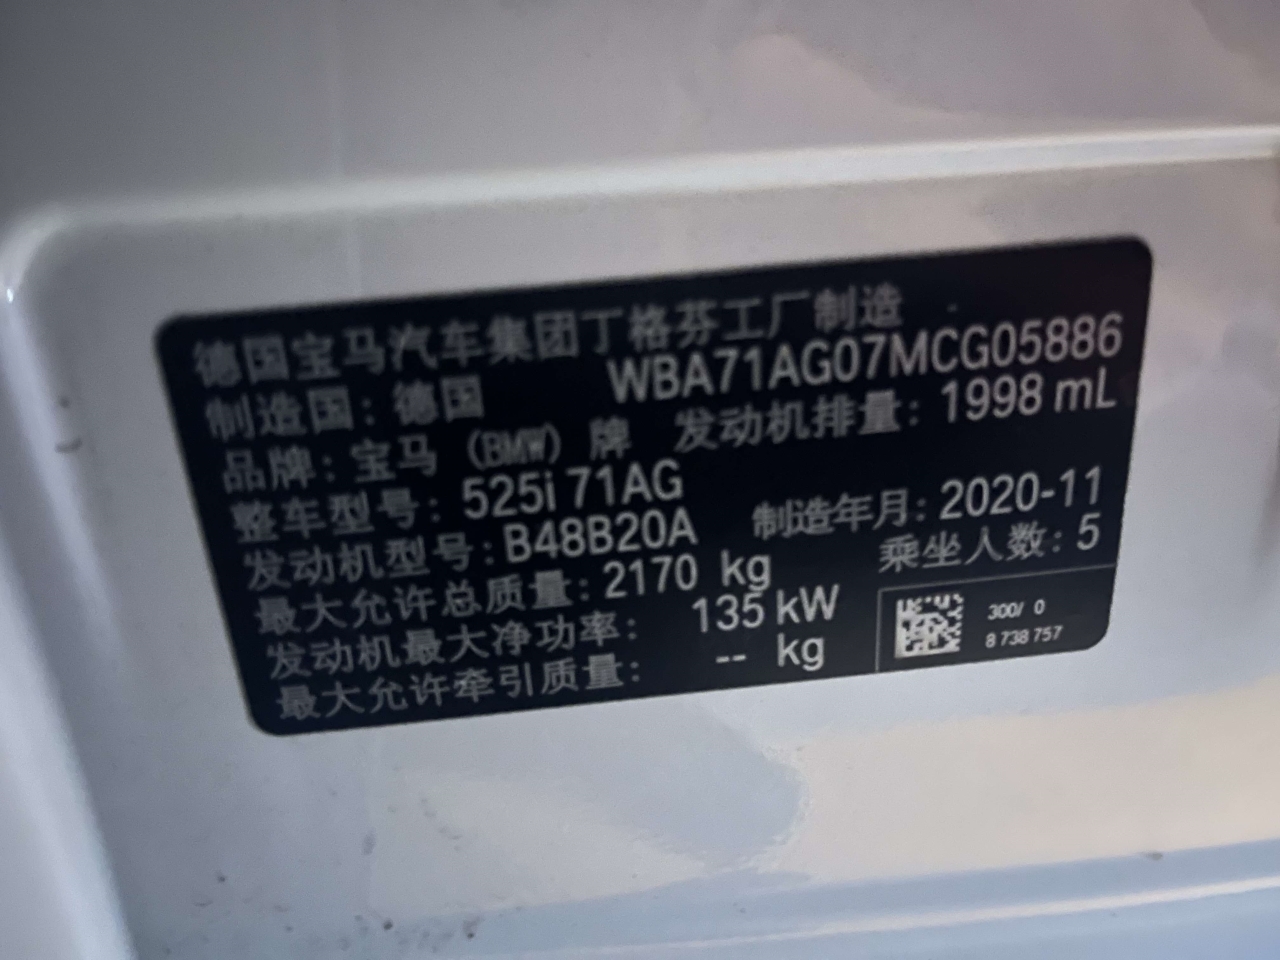 德国宝马汽车集团丁格芬工厂制造
制造国：德国 WBA71AG07MCG05886
品牌：宝马（BMW）牌 发动机排量：1998 mL
整车型号：525i 71AG
发动机型号：B48B20A 制造年月：2020-11
最大允许总质量：2170 kg 乘坐人数：5
发动机最大净功率： 135 kW
最大允许牵引质量： -- kg
300/ 0
8 738 757